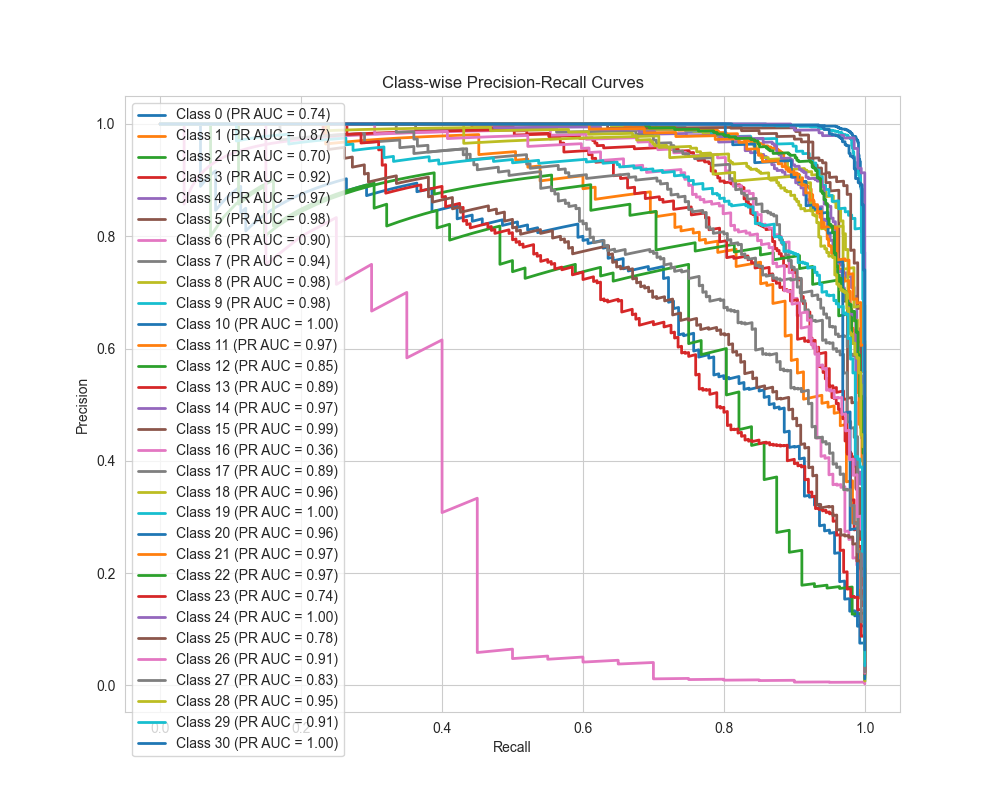 Class-wise Precision-Recall Curves
1.0
0.8
0.6
0.4
0.2
0.0
Precision
Class 0 (PR AUC = 0.74)
Class 1 (PR AUC = 0.87)
Class 2 (PR AUC = 0.70)
Class 3 (PR AUC = 0.92)
Class 4 (PR AUC = 0.97)
Class 5 (PR AUC = 0.98)
Class 6 (PR AUC = 0.90)
Class 7 (PR AUC = 0.94)
Class 8 (PR AUC = 0.98)
Class 9 (PR AUC = 0.98)
Class 10 (PR AUC = 1.00)
Class 11 (PR AUC = 0.97)
Class 12 (PR AUC = 0.85)
Class 13 (PR AUC = 0.89)
Class 14 (PR AUC = 0.97)
Class 15 (PR AUC = 0.99)
Class 16 (PR AUC = 0.36)
Class 17 (PR AUC = 0.89)
Class 18 (PR AUC = 0.96)
Class 19 (PR AUC = 1.00)
Class 20 (PR AUC = 0.96)
Class 21 (PR AUC = 0.97)
Class 22 (PR AUC = 0.97)
Class 23 (PR AUC = 0.74)
Class 24 (PR AUC = 1.00)
Class 25 (PR AUC = 0.78)
Class 26 (PR AUC = 0.91)
Class 27 (PR AUC = 0.83)
Class 28 (PR AUC = 0.95)
Class 29 (PR AUC = 0.91)
Class 30 (PR AUC = 1.00)
0.0 0.2 0.4 0.6 0.8 1.0
Recall